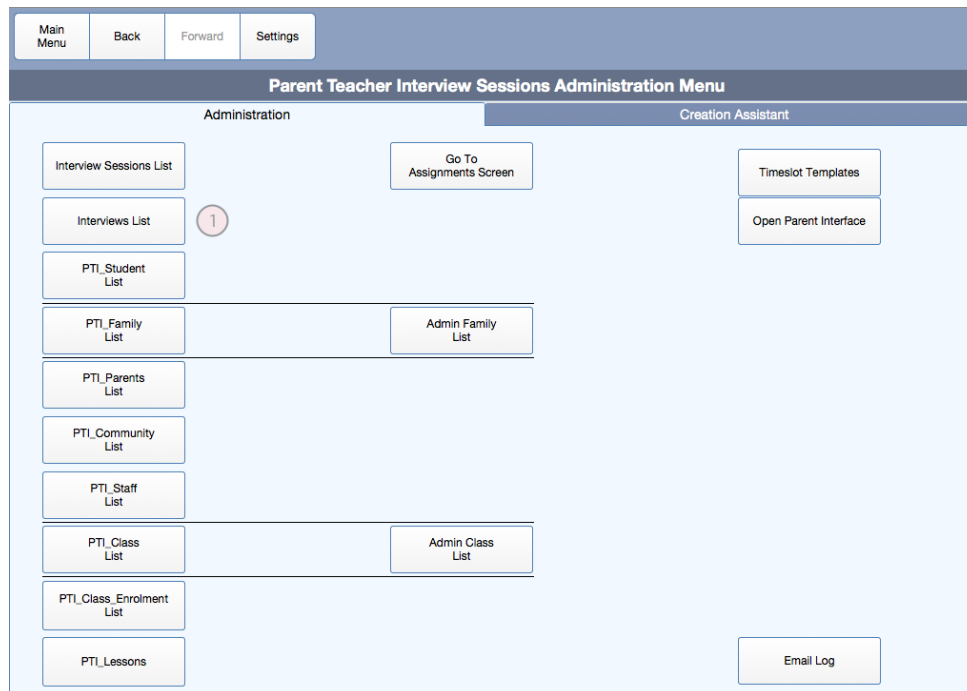 Main
Menu
Back
Forward
Settings
Parent Teacher Interview Sessions Administration Menu
Administration
Creation Assistant
Interview Sessions List
Go To
Assignments Screen
Timeslot Templates
Interviews List
1
Open Parent Interface
PTI_Student
List
PTI_Family
List
Admin Family
List
PTI_Parents
List
PTI_Community
List
PTI_Staff
List
PTI_Class
List
Admin Class
List
PTI_Class_Enrolment
List
PTI_Lessons
Email Log